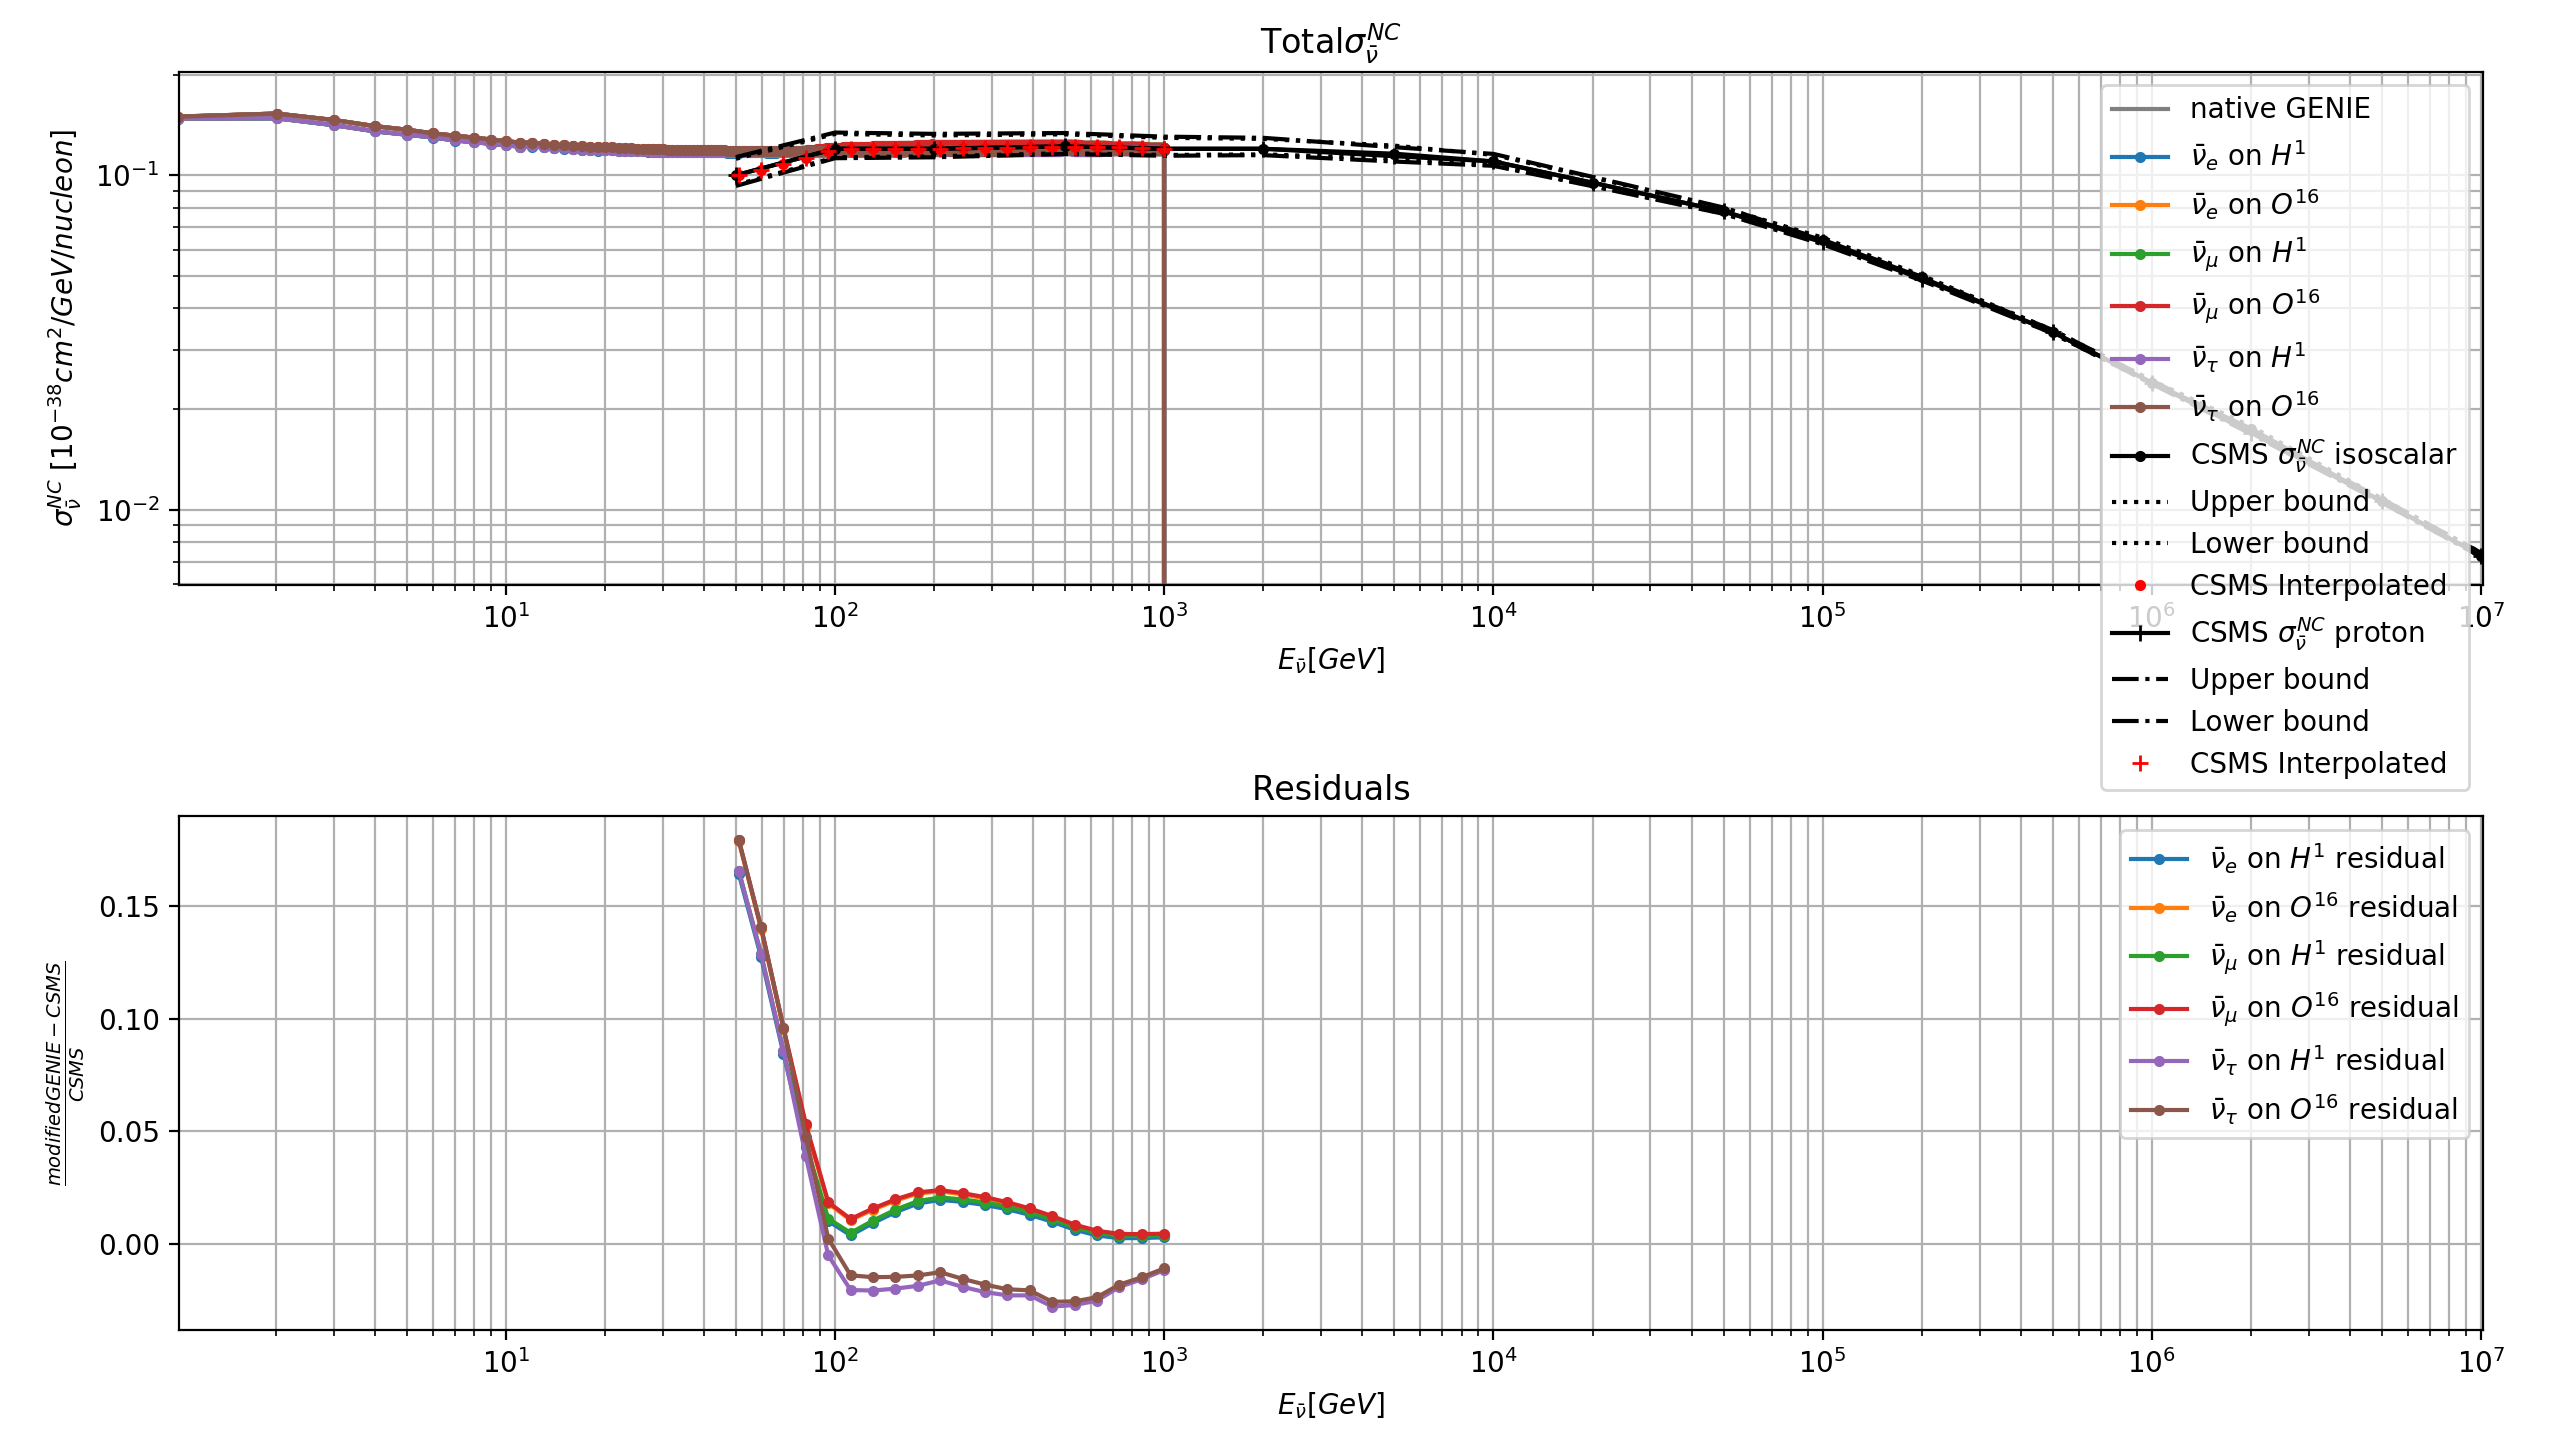 Totalσ_ν̄^{NC}
σ_ν̄^{NC} [10^{−38}cm^2/GeV/nucleon]
10^{−1}
10^{−2}
native GENIE
ν̄_e on H^1
ν̄_e on O^{16}
ν̄_μ on H^1
ν̄_μ on O^{16}
ν̄_τ on H^1
ν̄_τ on O^{16}
CSMS σ_ν̄^{NC} isoscalar
Upper bound
Lower bound
CSMS Interpolated
CSMS σ_ν̄^{NC} proton
Upper bound
Lower bound
CSMS Interpolated
10^1 10^2 10^3 10^4 10^5 10^6 10^7
E_ν̄[GeV]
Residuals
modifiedGENIE − CSMS
CSMS
0.15
0.10
0.05
0.00
ν̄_e on H^1 residual
ν̄_e on O^{16} residual
ν̄_μ on H^1 residual
ν̄_μ on O^{16} residual
ν̄_τ on H^1 residual
ν̄_τ on O^{16} residual
10^1 10^2 10^3 10^4 10^5 10^6 10^7
E_ν̄[GeV]